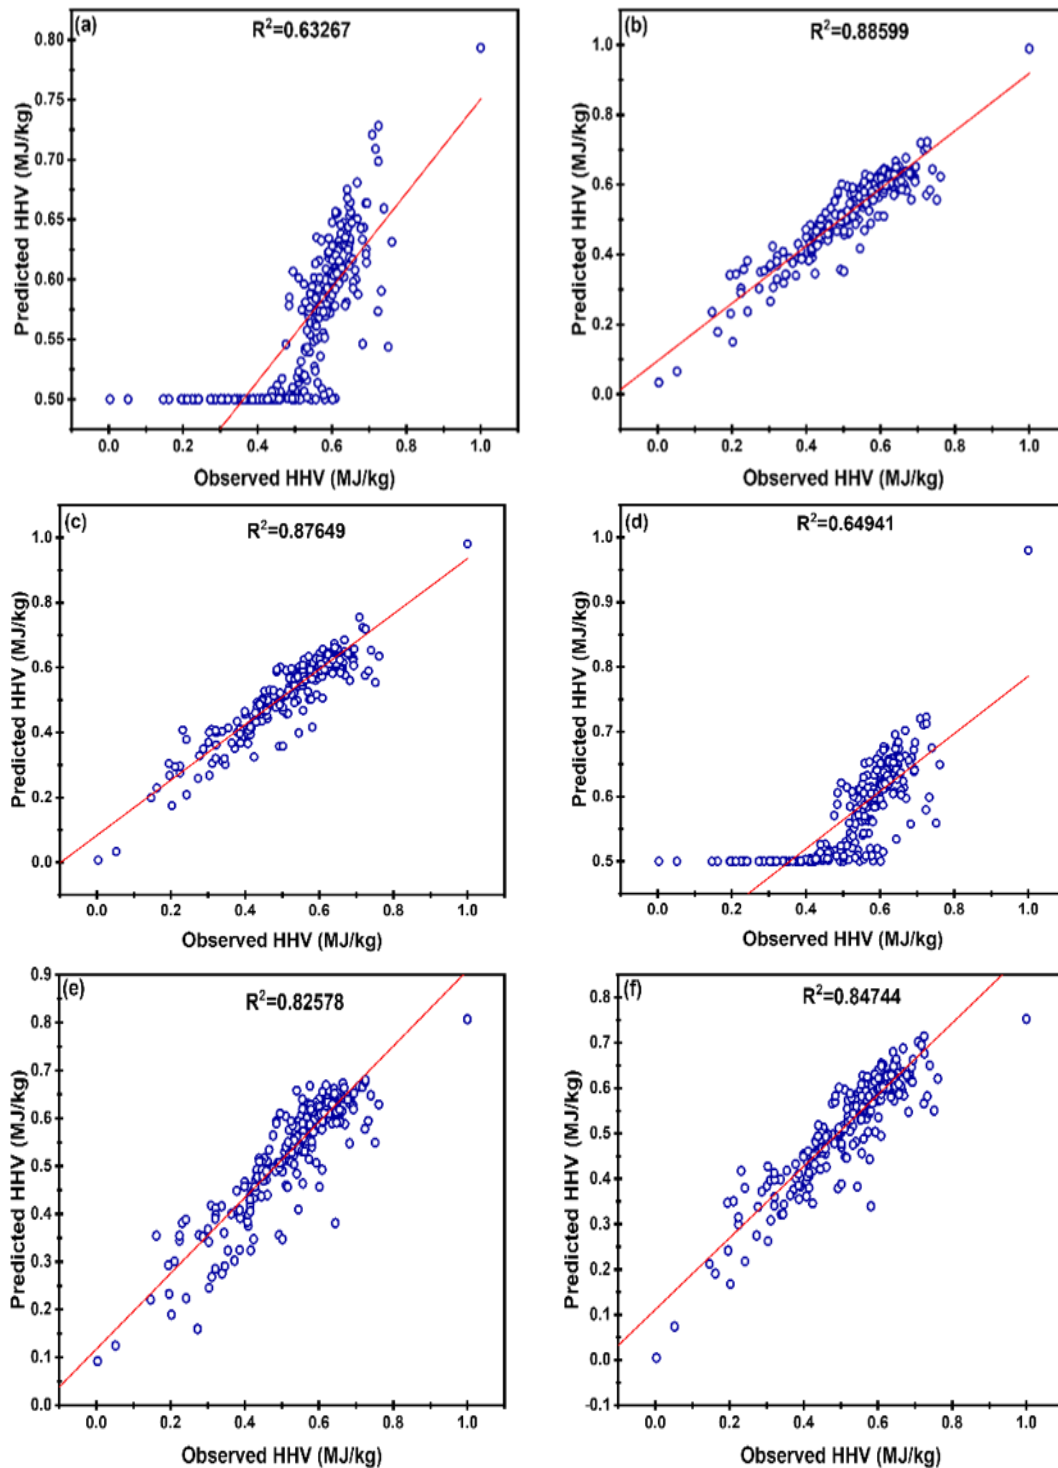 (a)
R²=0.63267
0.80
0.75
0.70
0.65
0.60
0.55
0.50
Predicted HHV (MJ/kg)
0.0 0.2 0.4 0.6 0.8 1.0
Observed HHV (MJ/kg)
(b)
R²=0.88599
1.0
0.8
0.6
0.4
0.2
0.0
Predicted HHV (MJ/kg)
0.0 0.2 0.4 0.6 0.8 1.0
Observed HHV (MJ/kg)
(c)
R²=0.87649
1.0
0.8
0.6
0.4
0.2
0.0
Predicted HHV (MJ/kg)
0.0 0.2 0.4 0.6 0.8 1.0
Observed HHV (MJ/kg)
(d)
R²=0.64941
1.0
0.9
0.8
0.7
0.6
0.5
Predicted HHV (MJ/kg)
0.0 0.2 0.4 0.6 0.8 1.0
Observed HHV (MJ/kg)
(e)
R²=0.82578
0.9
0.8
0.7
0.6
0.5
0.4
0.3
0.2
0.1
0.0
Predicted HHV (MJ/kg)
0.0 0.2 0.4 0.6 0.8 1.0
Observed HHV (MJ/kg)
(f)
R²=0.84744
0.8
0.7
0.6
0.5
0.4
0.3
0.2
0.1
0.0
-0.1
Predicted HHV (MJ/kg)
0.0 0.2 0.4 0.6 0.8 1.0
Observed HHV (MJ/kg)